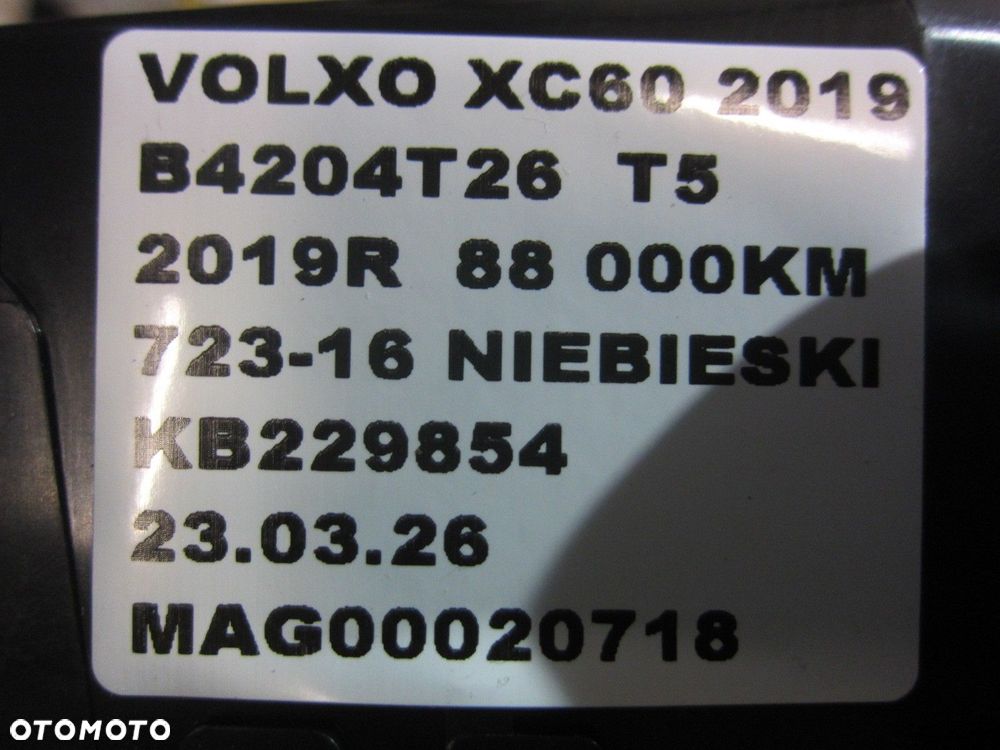 VOLXO XC60 2019
B4204T26 T5
2019R 88 000KM
723-16 NIEBIESKI
KB229854
23.03.26
MAG00020718
OTOMOTO